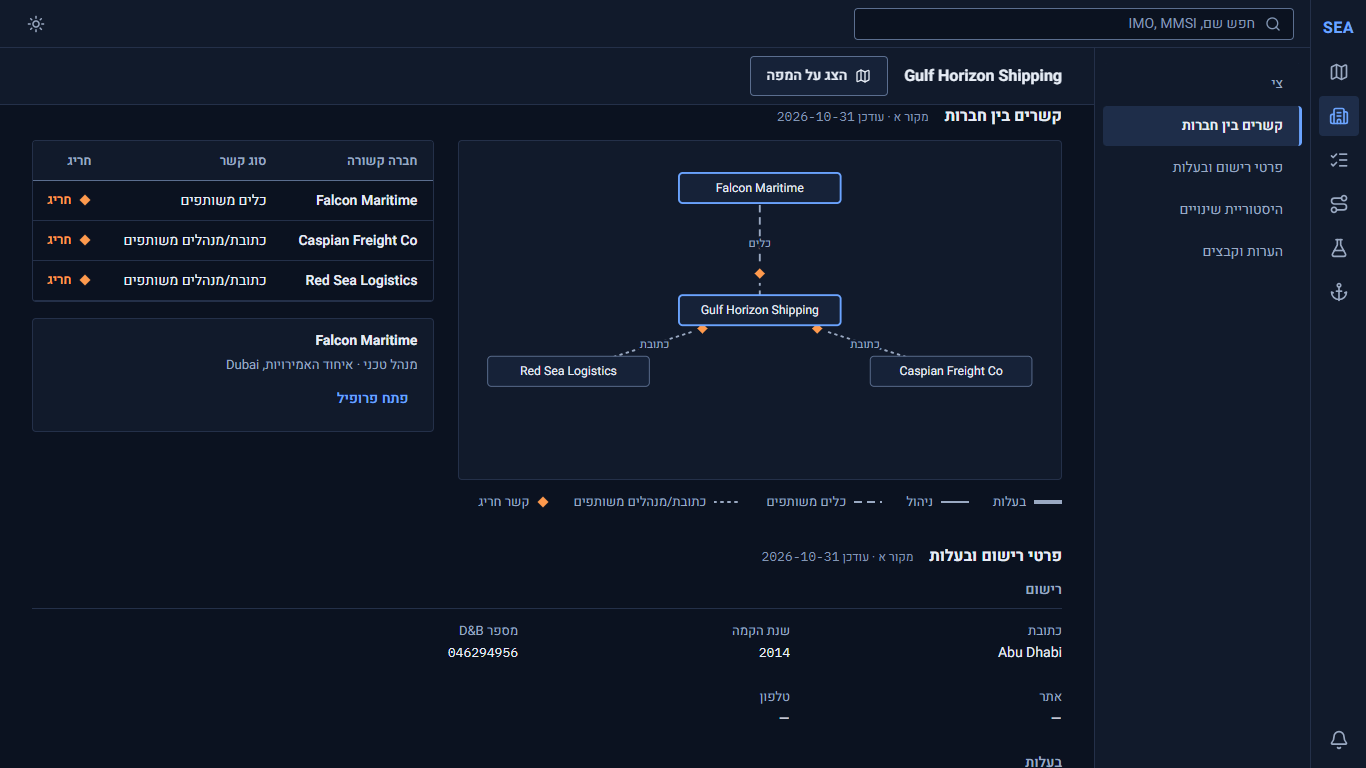 SEA
חפש שם, IMO, MMSI
צי
קשרים בין חברות
פרטי רישום ובעלות
היסטוריית שינויים
הערות וקבצים
Gulf Horizon Shipping
הצג על המפה
קשרים בין חברות מקור א · עודכן 2026-10-31
Falcon Maritime
כלים
Gulf Horizon Shipping
כתובת
כתובת
Caspian Freight Co
Red Sea Logistics
בעלות
ניהול
כלים משותפים
כתובת/מנהלים משותפים
קשר חריג
חברה קשורה סוג קשר חריג
Falcon Maritime כלים משותפים חריג
Caspian Freight Co כתובת/מנהלים משותפים חריג
Red Sea Logistics כתובת/מנהלים משותפים חריג
Falcon Maritime
מנהל טכני · איחוד האמירויות, Dubai
פתח פרופיל
פרטי רישום ובעלות מקור א · עודכן 2026-10-31
רישום
כתובת שנת הקמה מספר D&B
Abu Dhabi 2014 046294956
אתר טלפון
— —
בעלות